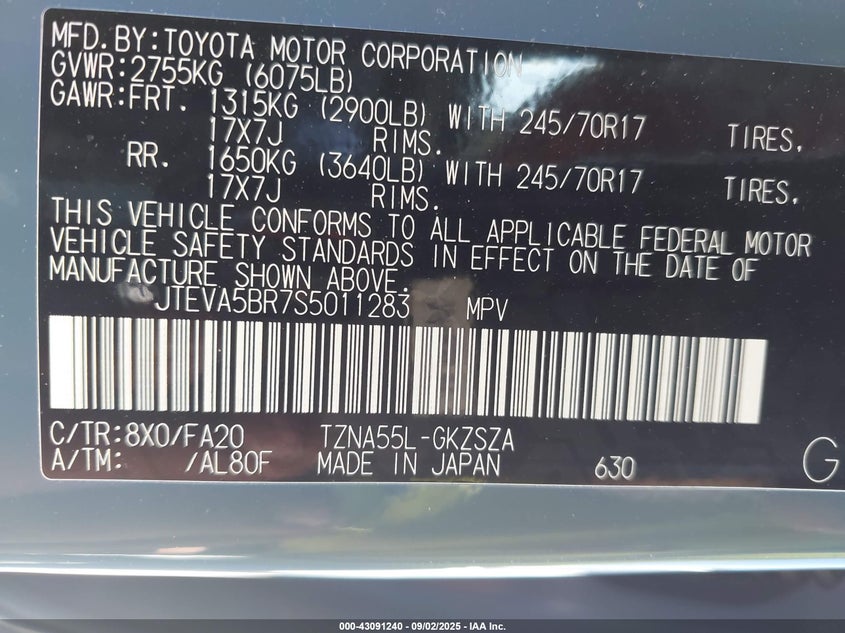 MFD.BY:TOYOTA MOTOR CORPORATION
GVWR:2755KG (6075LB)
GAWR:FRT. 1315KG (2900LB) WITH 245/70R17 TIRES,
17X7J RIMS.
RR. 1650KG (3640LB) WITH 245/70R17 TIRES,
17X7J RIMS.
THIS VEHICLE CONFORMS TO ALL APPLICABLE FEDERAL MOTOR
VEHICLE SAFETY STANDARDS IN EFFECT ON THE DATE OF
MANUFACTURE SHOWN ABOVE.
JTEVA5BR7S5011283 MPV
C/TR:8X0/FA20 TZNA55L-GKZSZA
A/TM: /AL80F MADE IN JAPAN 630 G
000-43091240 - 09/02/2025 - IAA Inc.